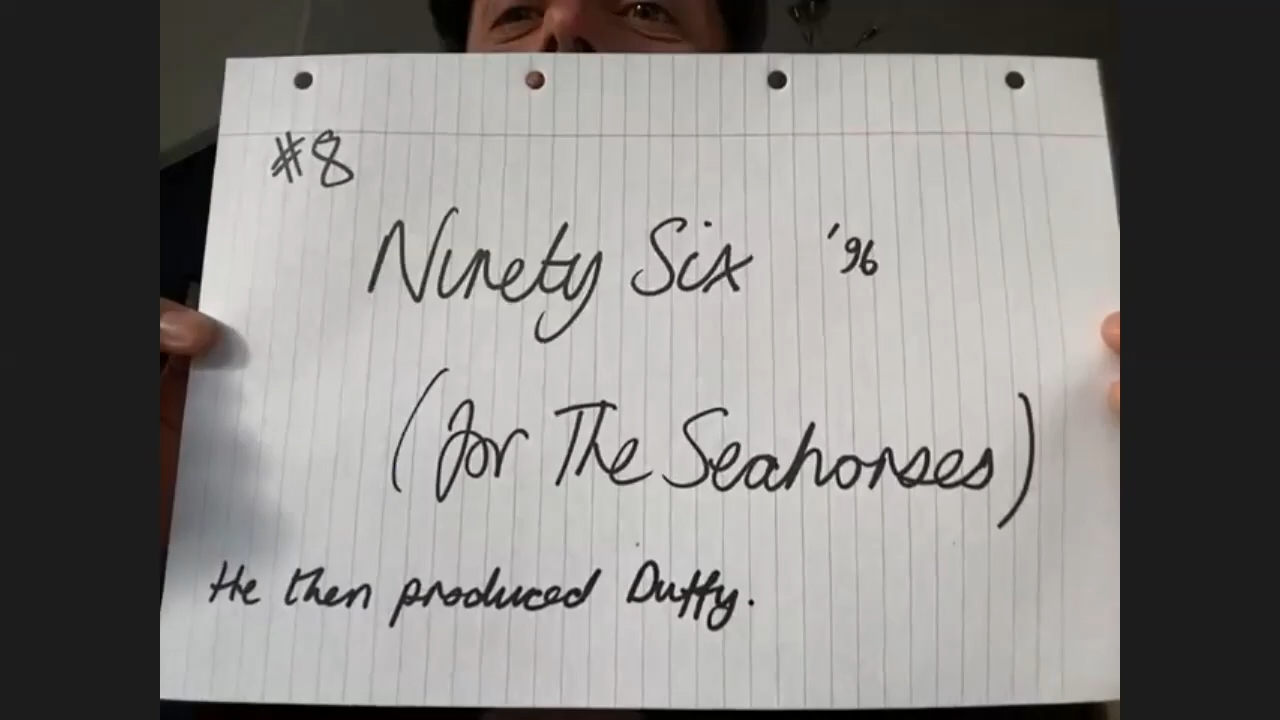 #8
Ninety Six '96
(for The Seahorses)
He then produced Duffy.